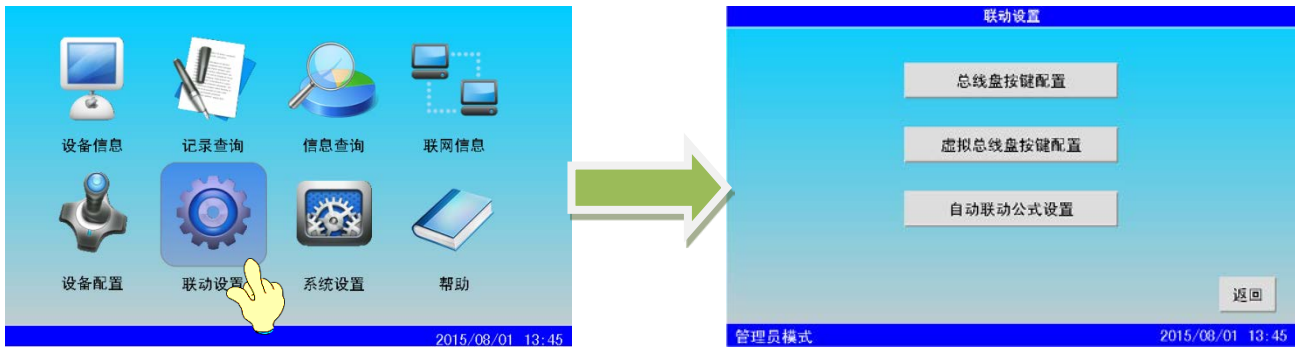 设备信息 记录查询 信息查询 联网信息
设备配置 联动设置 系统设置 帮助
2015/08/01 13:45
联动设置
总线盘按键配置
虚拟总线盘按键配置
自动联动公式设置
返回
管理员模式 2015/08/01 13:45